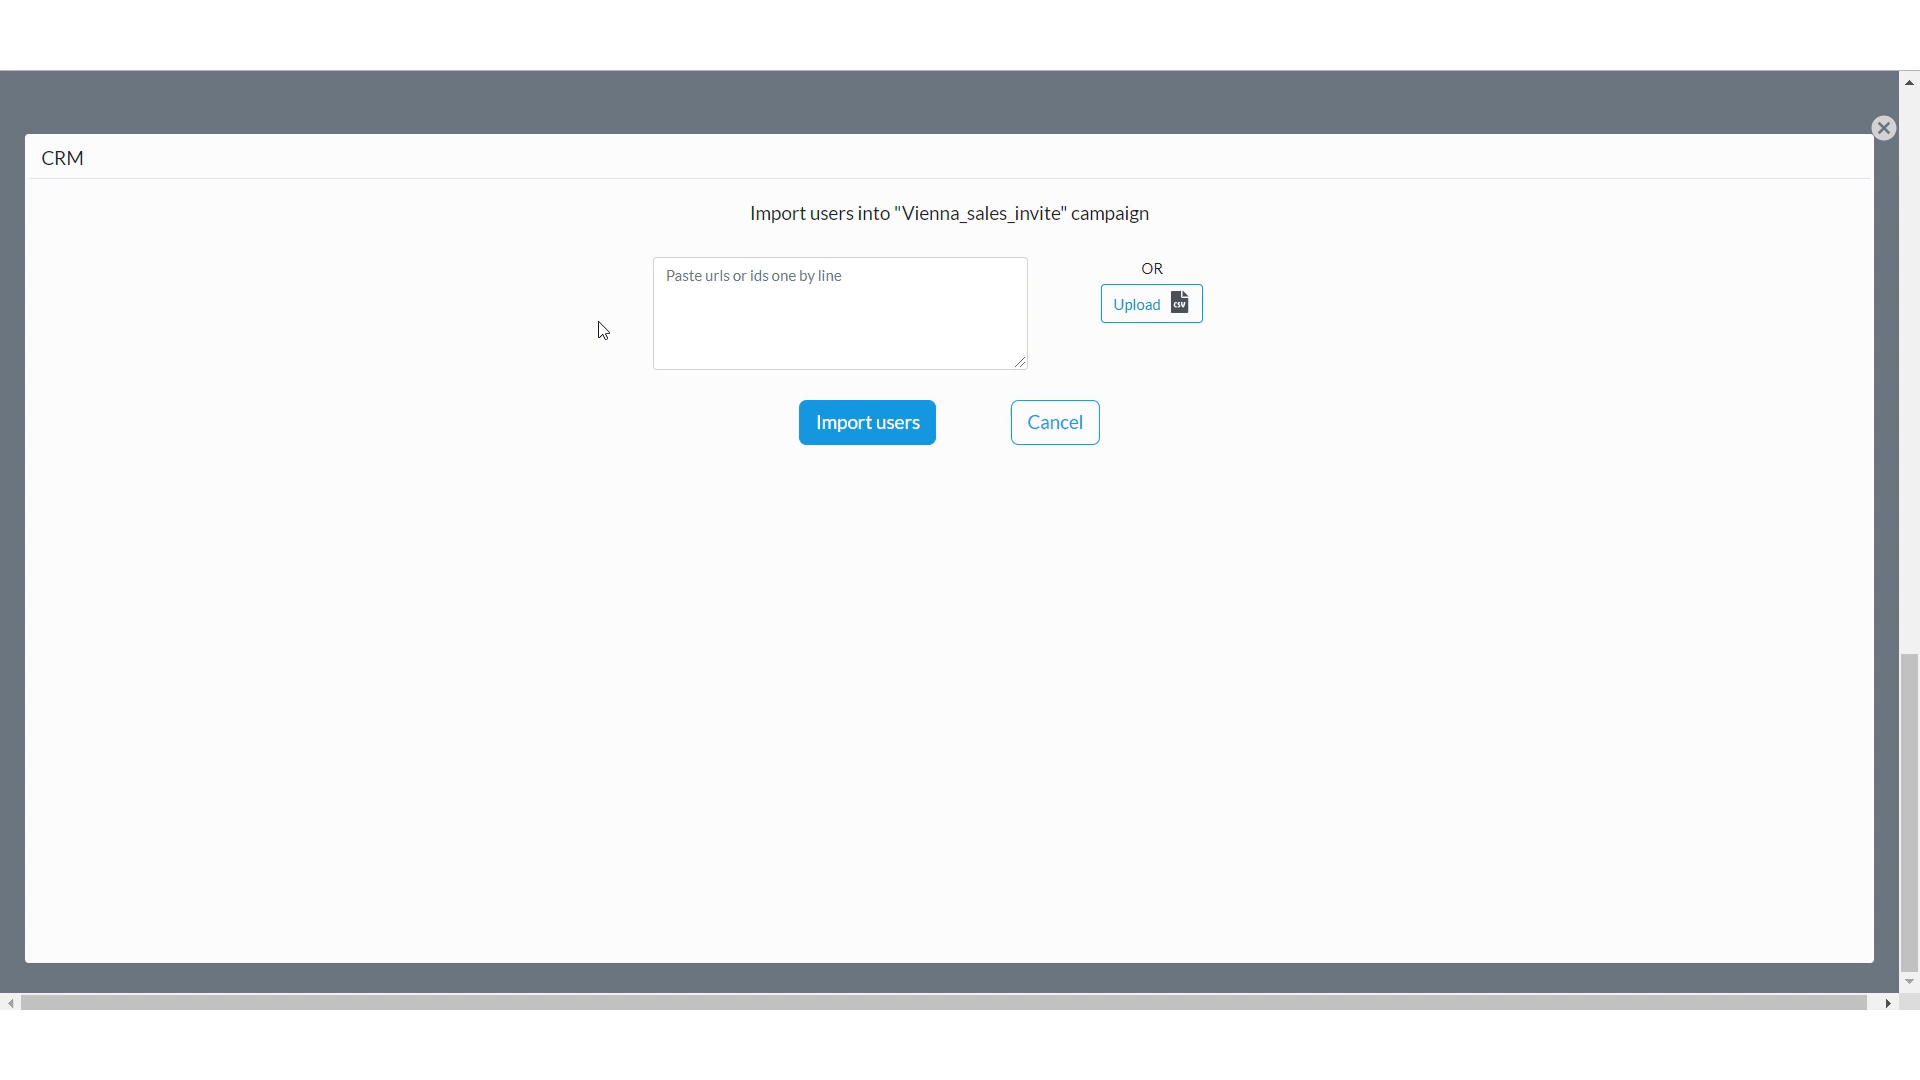 CRM
Import users into "Vienna_sales_invite" campaign
Paste urls or ids one by line
OR
Upload CSV
Import users
Cancel